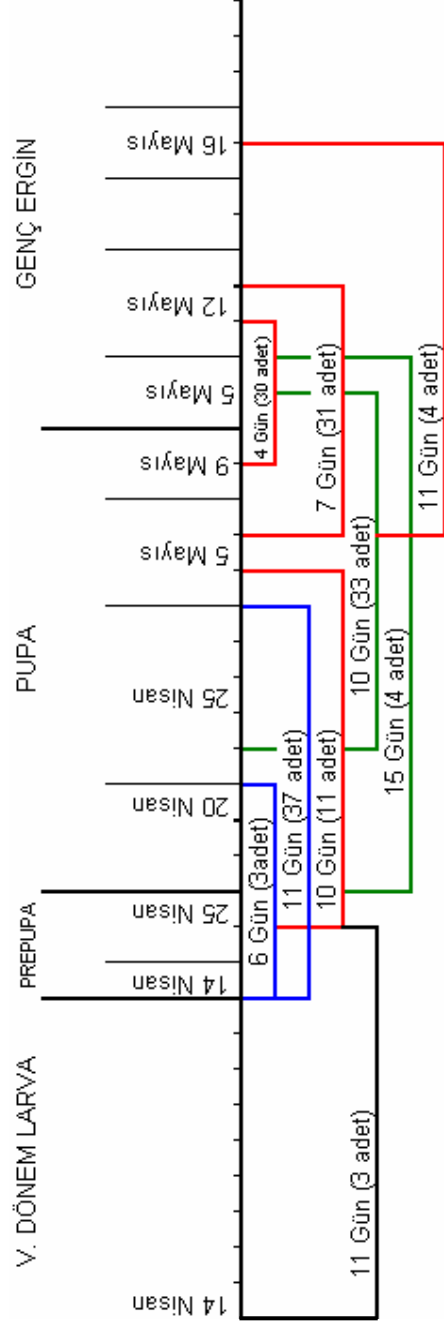 V. DÖNEM LARVA
PREPUPA
PUPA
GENÇ ERGİN
14 Nisan
14 Nisan
25 Nisan
20 Nisan
25 Nisan
5 Mayıs
9 Mayıs
5 Mayıs
12 Mayıs
16 Mayıs
6 Gün (3adet)
4 Gün (30 adet)
11 Gün (37 adet)
10 Gün (11 adet)
7 Gün (31 adet)
11 Gün (3 adet)
10 Gün (33 adet)
15 Gün (4 adet)
11 Gün (4 adet)